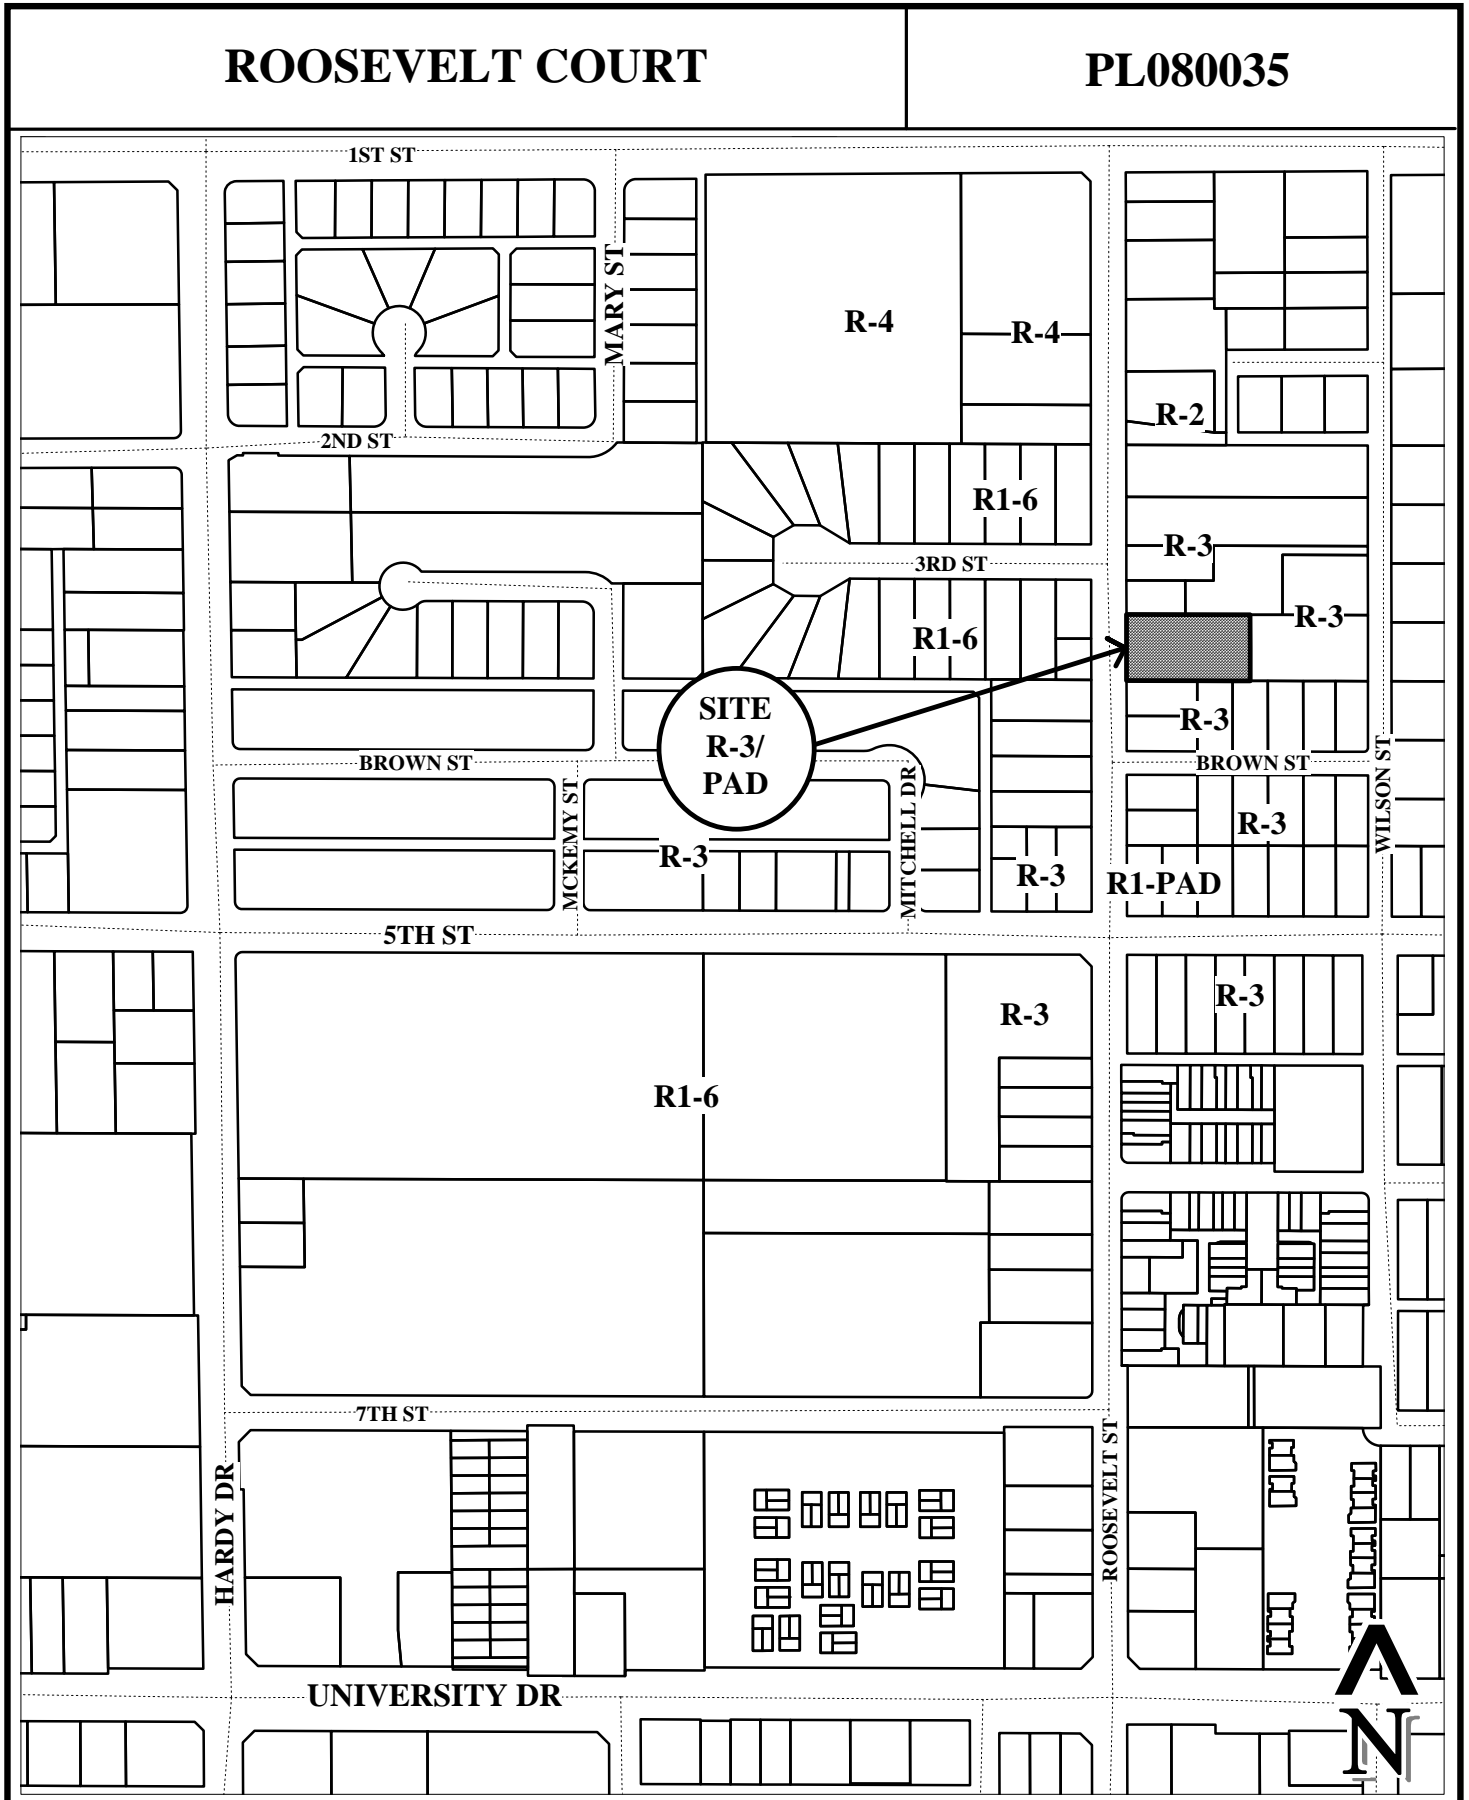 ROOSEVELT COURT
PL080035
1ST ST
MARY ST
R-4
R-4
R-2
2ND ST
R1-6
R-3
3RD ST
R-3
R1-6
SITE
R-3/
PAD
R-3
BROWN ST
BROWN ST
WILSON ST
MCKEMY ST
MITCHELL DR
R-3
R-3
R-3
R1-PAD
5TH ST
R-3
R-3
R1-6
7TH ST
HARDY DR
ROOSEVELT ST
UNIVERSITY DR
N